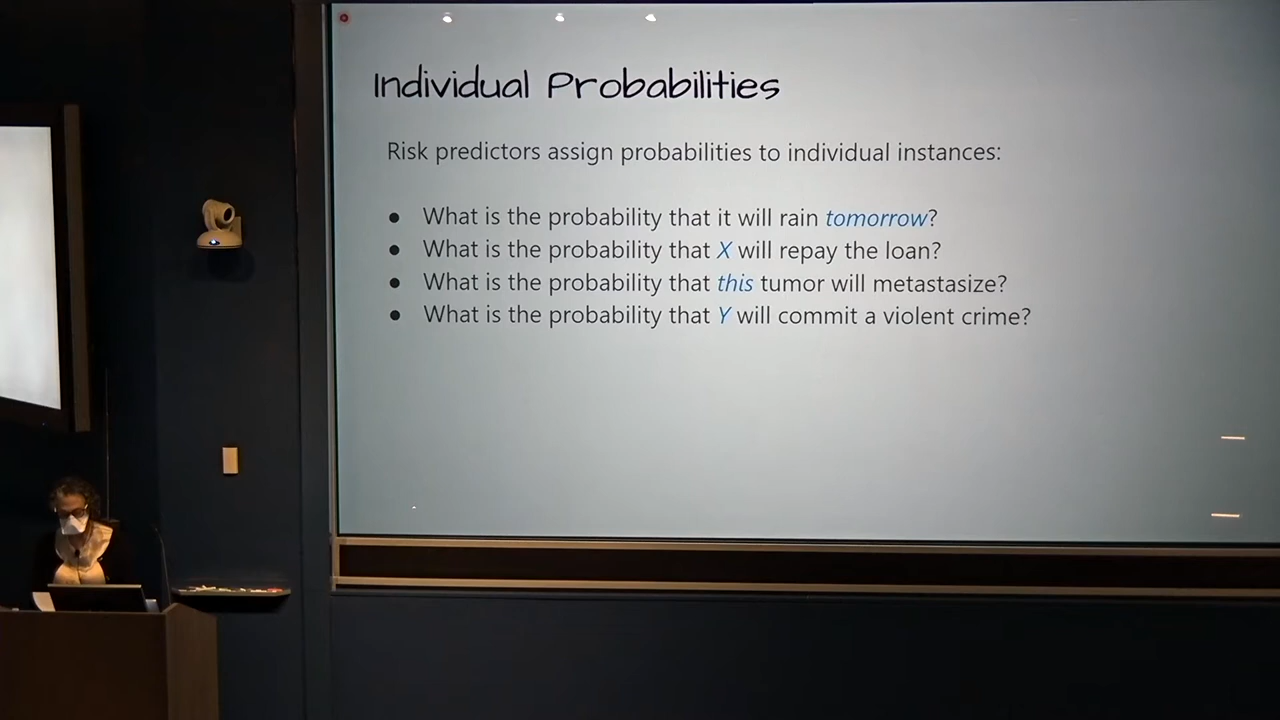 Individual Probabilities
Risk predictors assign probabilities to individual instances:
● What is the probability that it will rain tomorrow?
● What is the probability that X will repay the loan?
● What is the probability that this tumor will metastasize?
● What is the probability that Y will commit a violent crime?